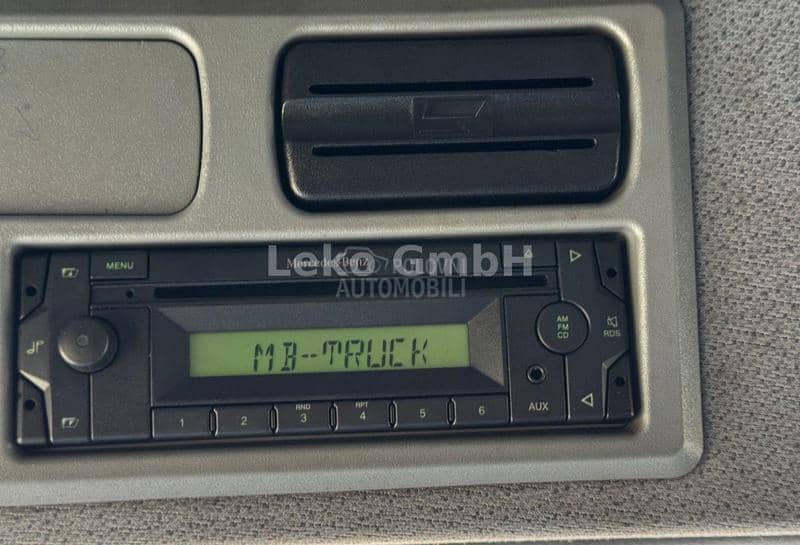 Leko GmbH
POLOVNI
AUTOMOBILI
MENU
Mercedes-Benz
AM
FM
CD
RDS
MB--TRUCK
RND
RPT
1 2 3 4 5 6
AUX